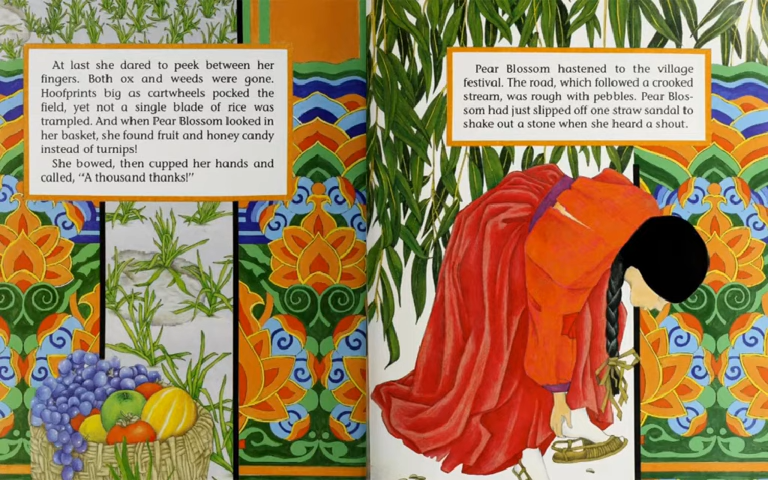 At last she dared to peek between her
fingers. Both ox and weeds were gone.
Hoofprints big as cartwheels pocked the
field, yet not a single blade of rice was
trampled. And when Pear Blossom looked in
her basket, she found fruit and honey candy
instead of turnips!
She bowed, then cupped her hands and
called, "A thousand thanks!"
Pear Blossom hastened to the village
festival. The road, which followed a crooked
stream, was rough with pebbles. Pear Blos-
som had just slipped off one straw sandal to
shake out a stone when she heard a shout.